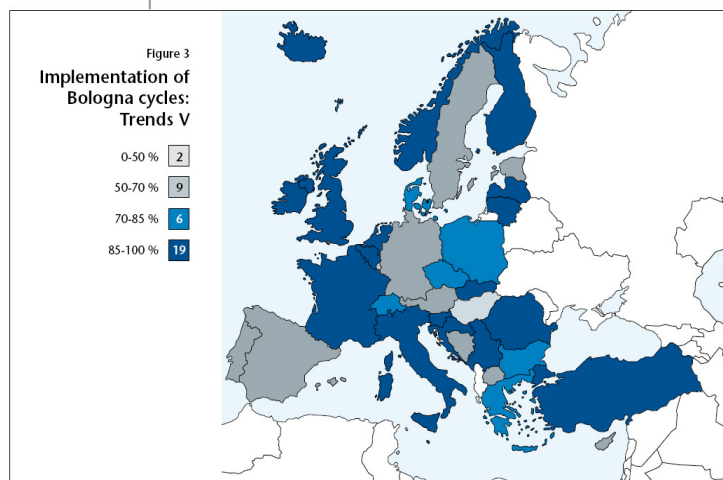 Figure 3
Implementation of
Bologna cycles:
Trends V
0-50 % 2
50-70 % 9
70-85 % 6
85-100 % 19